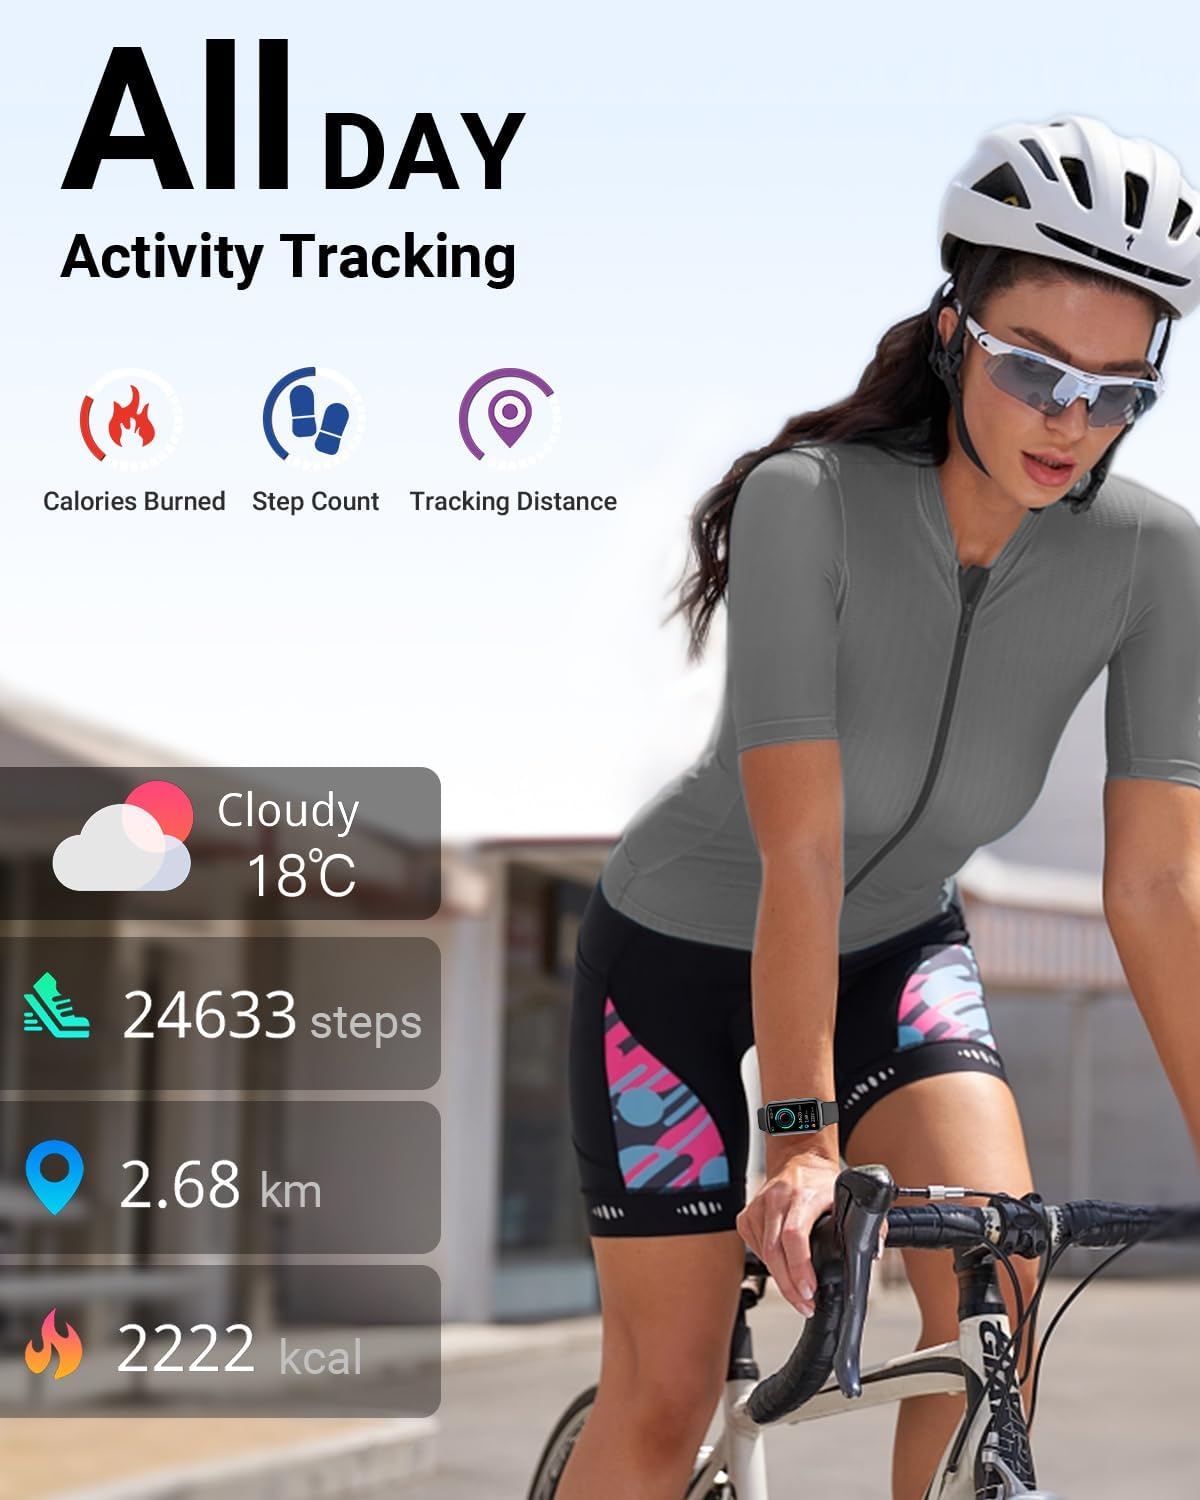 All DAY
Activity Tracking
Calories Burned Step Count Tracking Distance
Cloudy
18℃
24633 steps
2.68 km
2222 kcal
GIANT